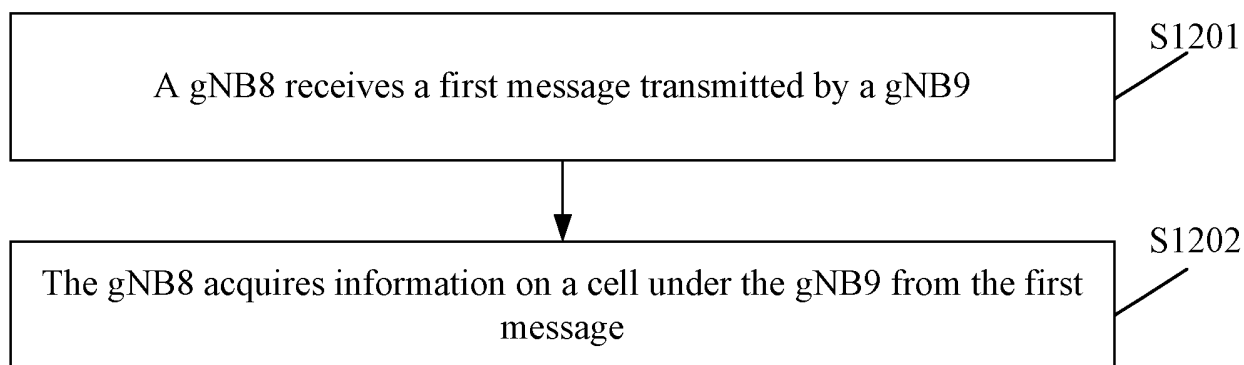 S1201
A gNB8 receives a first message transmitted by a gNB9
S1202
The gNB8 acquires information on a cell under the gNB9 from the first
message